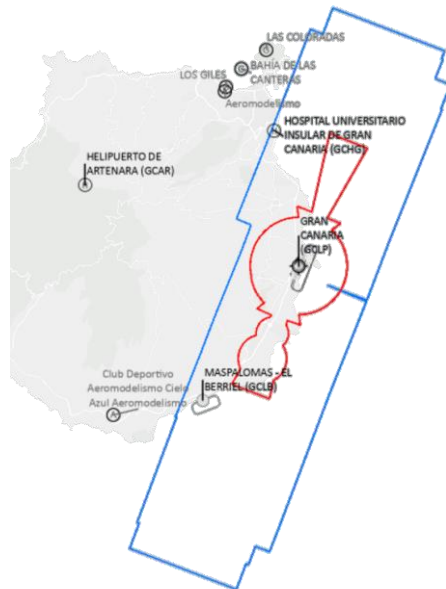 LAS COLORADAS
BAHÍA DE LAS
CANTERAS
LOS GILES
Aeromodelismo
HOSPITAL UNIVERSITARIO
INSULAR DE GRAN
CANARIA (GCHG)
HELIPUERTO DE
ARTENARA (GCAR)
GRAN
CANARIA
(GCLP)
Club Deportivo
Aeromodelismo Cielo
Azul Aeromodelismo
MASPALOMAS - EL
BERRIEL (GCLB)
A